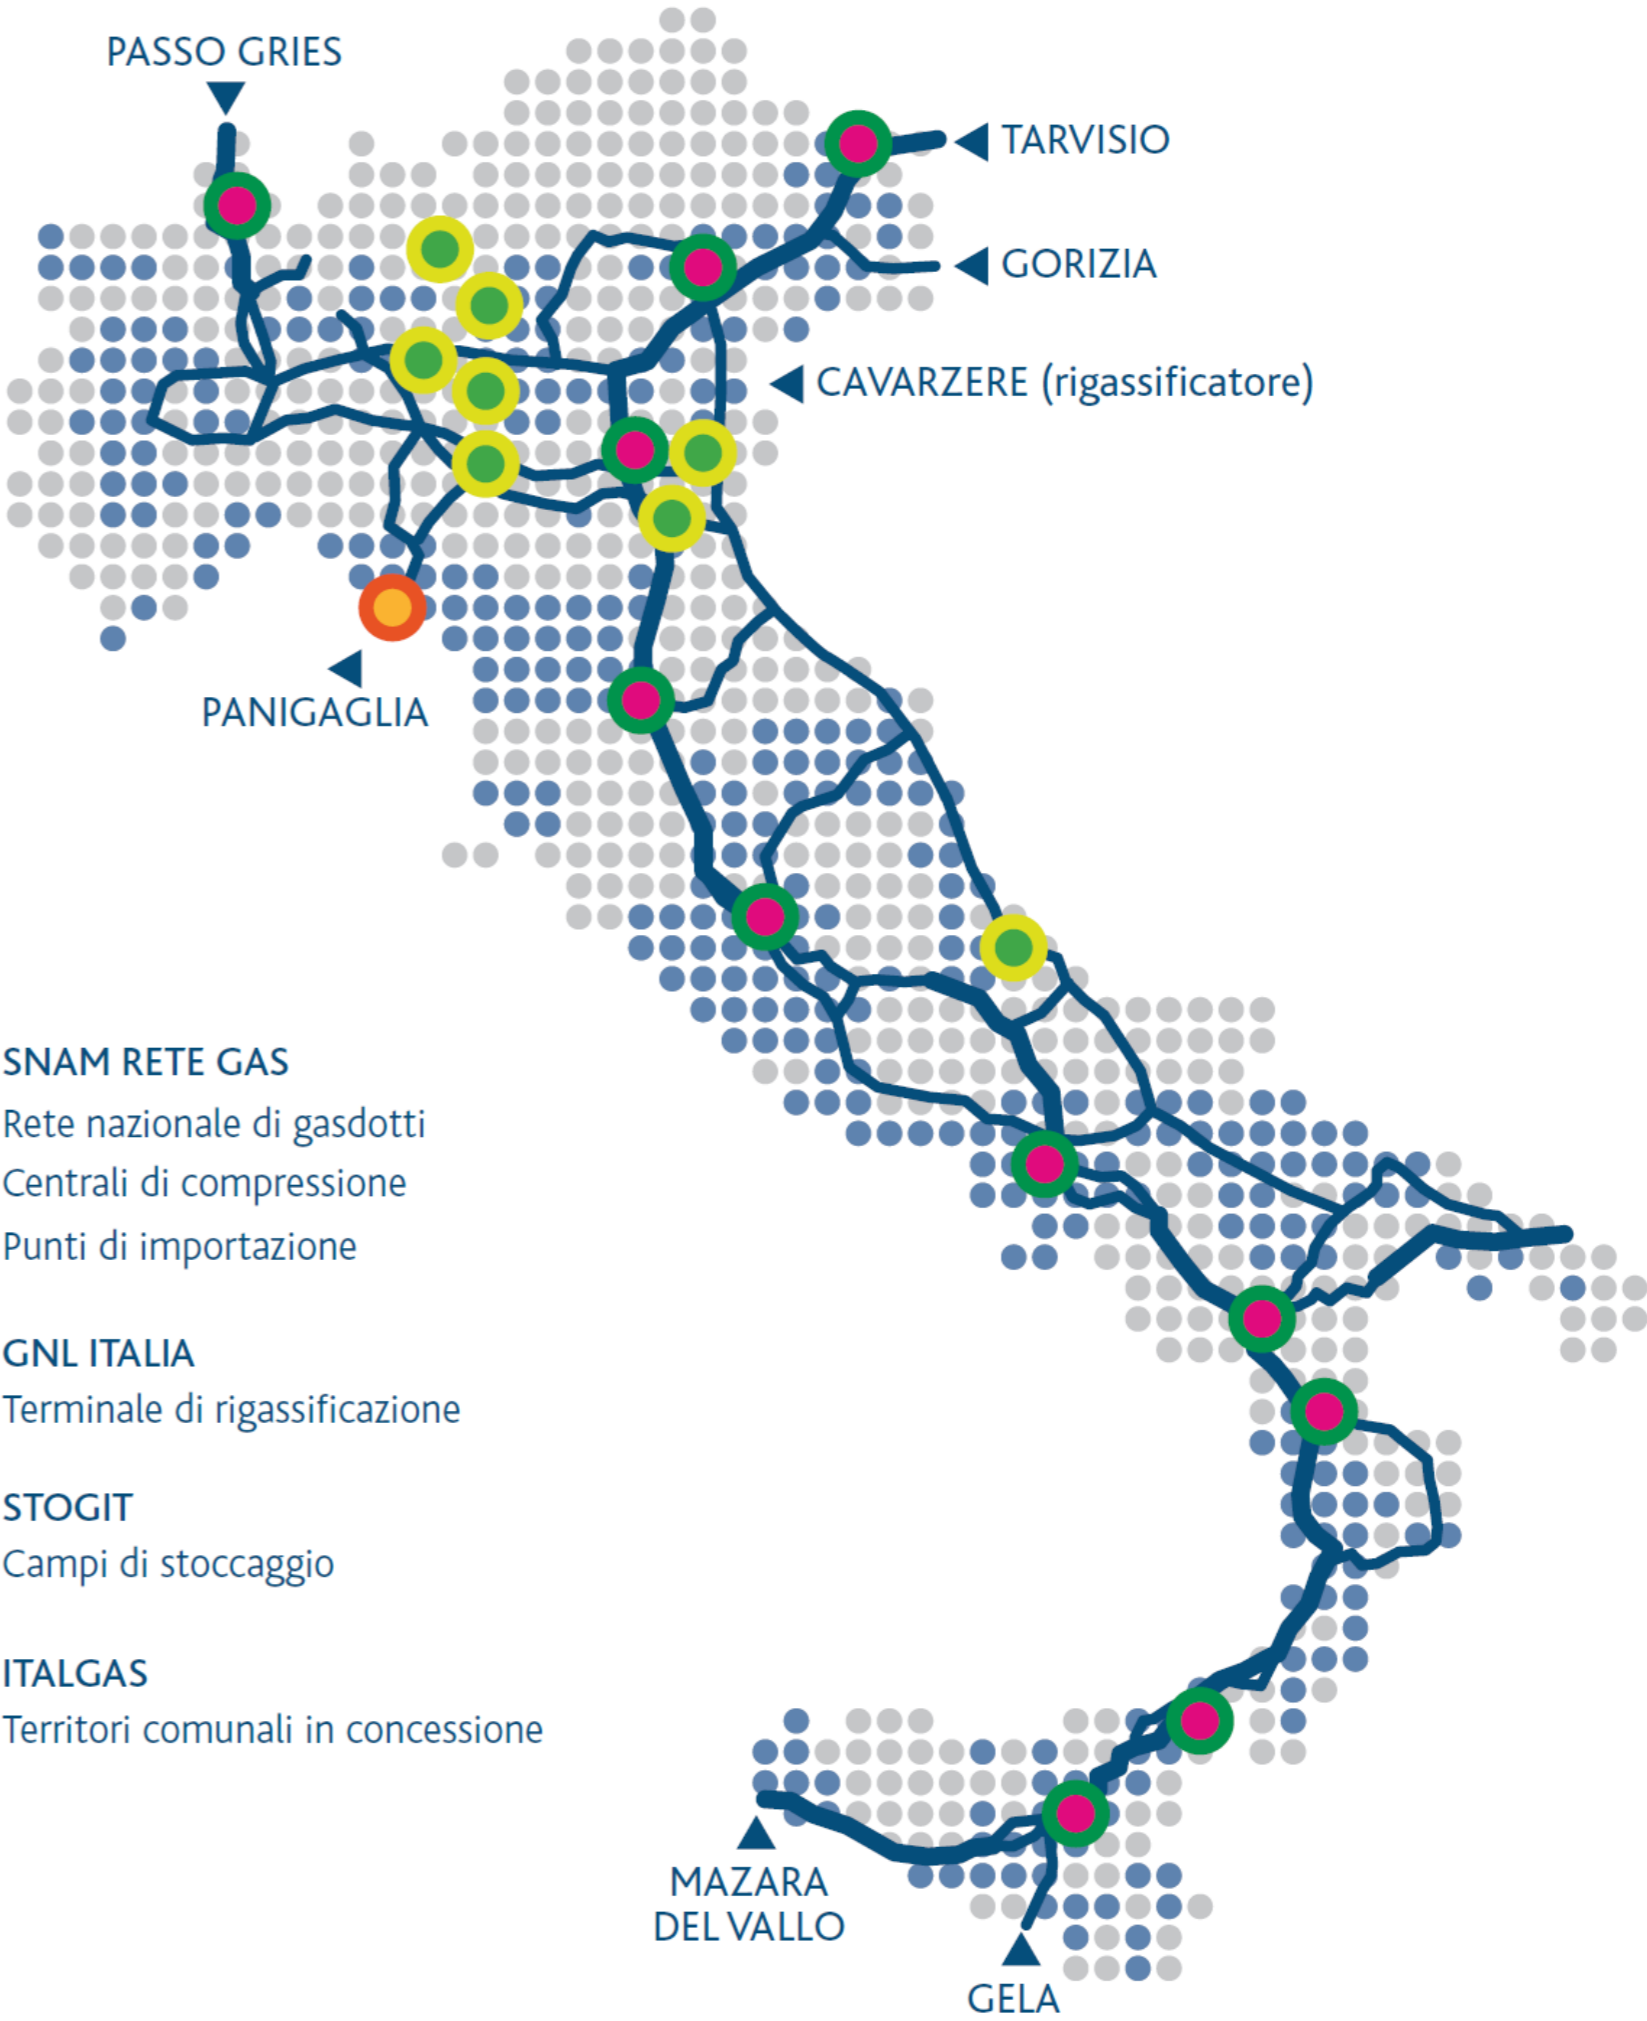 PASSO GRIES
TARVISIO
GORIZIA
CAVARZERE (rigassificatore)
PANIGAGLIA
SNAM RETE GAS
Rete nazionale di gasdotti
Centrali di compressione
Punti di importazione
GNL ITALIA
Terminale di rigassificazione
STOGIT
Campi di stoccaggio
ITALGAS
Territori comunali in concessione
MAZARA
DEL VALLO
GELA